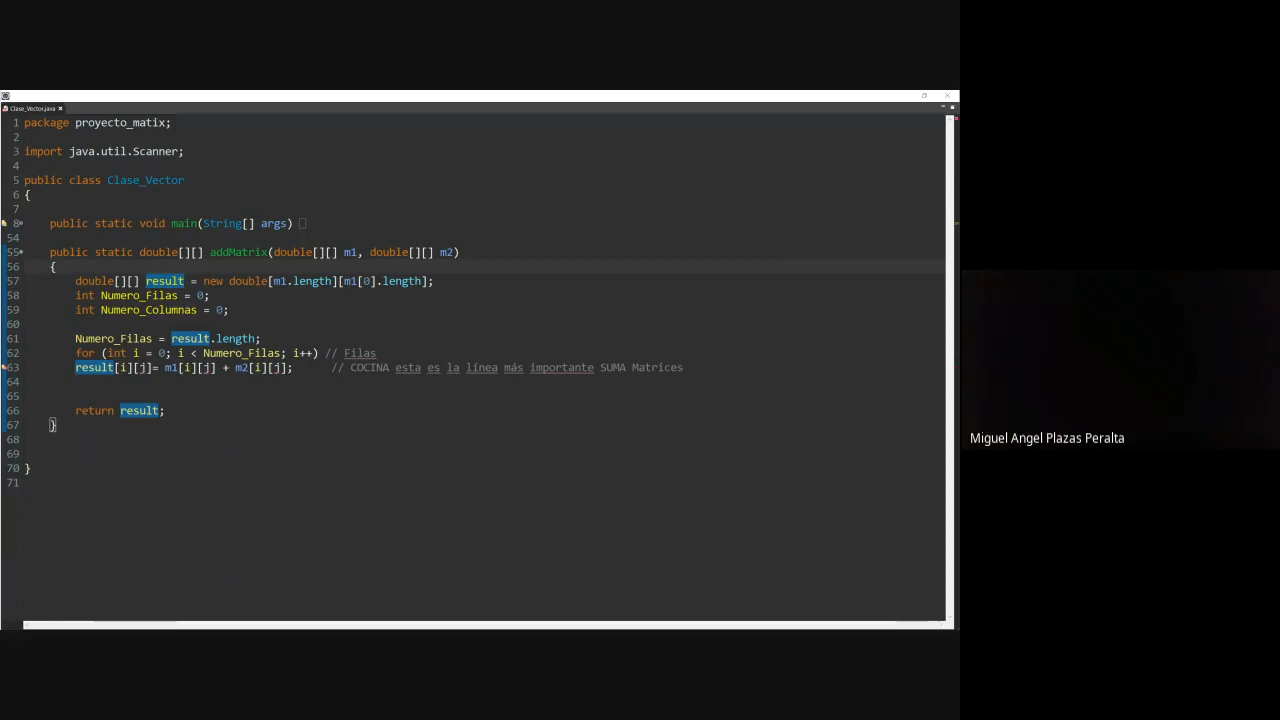 Clase_Vector.java
1 package proyecto_matix;
2
3 import java.util.Scanner;
4
5 public class Clase_Vector
6 {
7
8 public static void main(String[] args)
54
55 public static double[][] addMatrix(double[][] m1, double[][] m2)
56 {
57 double[][] result = new double[m1.length][m1[0].length];
58 int Numero_Filas = 0;
59 int Numero_Columnas = 0;
60
61 Numero_Filas = result.length;
62 for (int i = 0; i < Numero_Filas; i++) // Filas
63 result[i][j]= m1[i][j] + m2[i][j]; // COCINA esta es la línea más importante SUMA Matrices
64
65
66 return result;
67 }
68
69
70 }
71
Miguel Angel Plazas Peralta